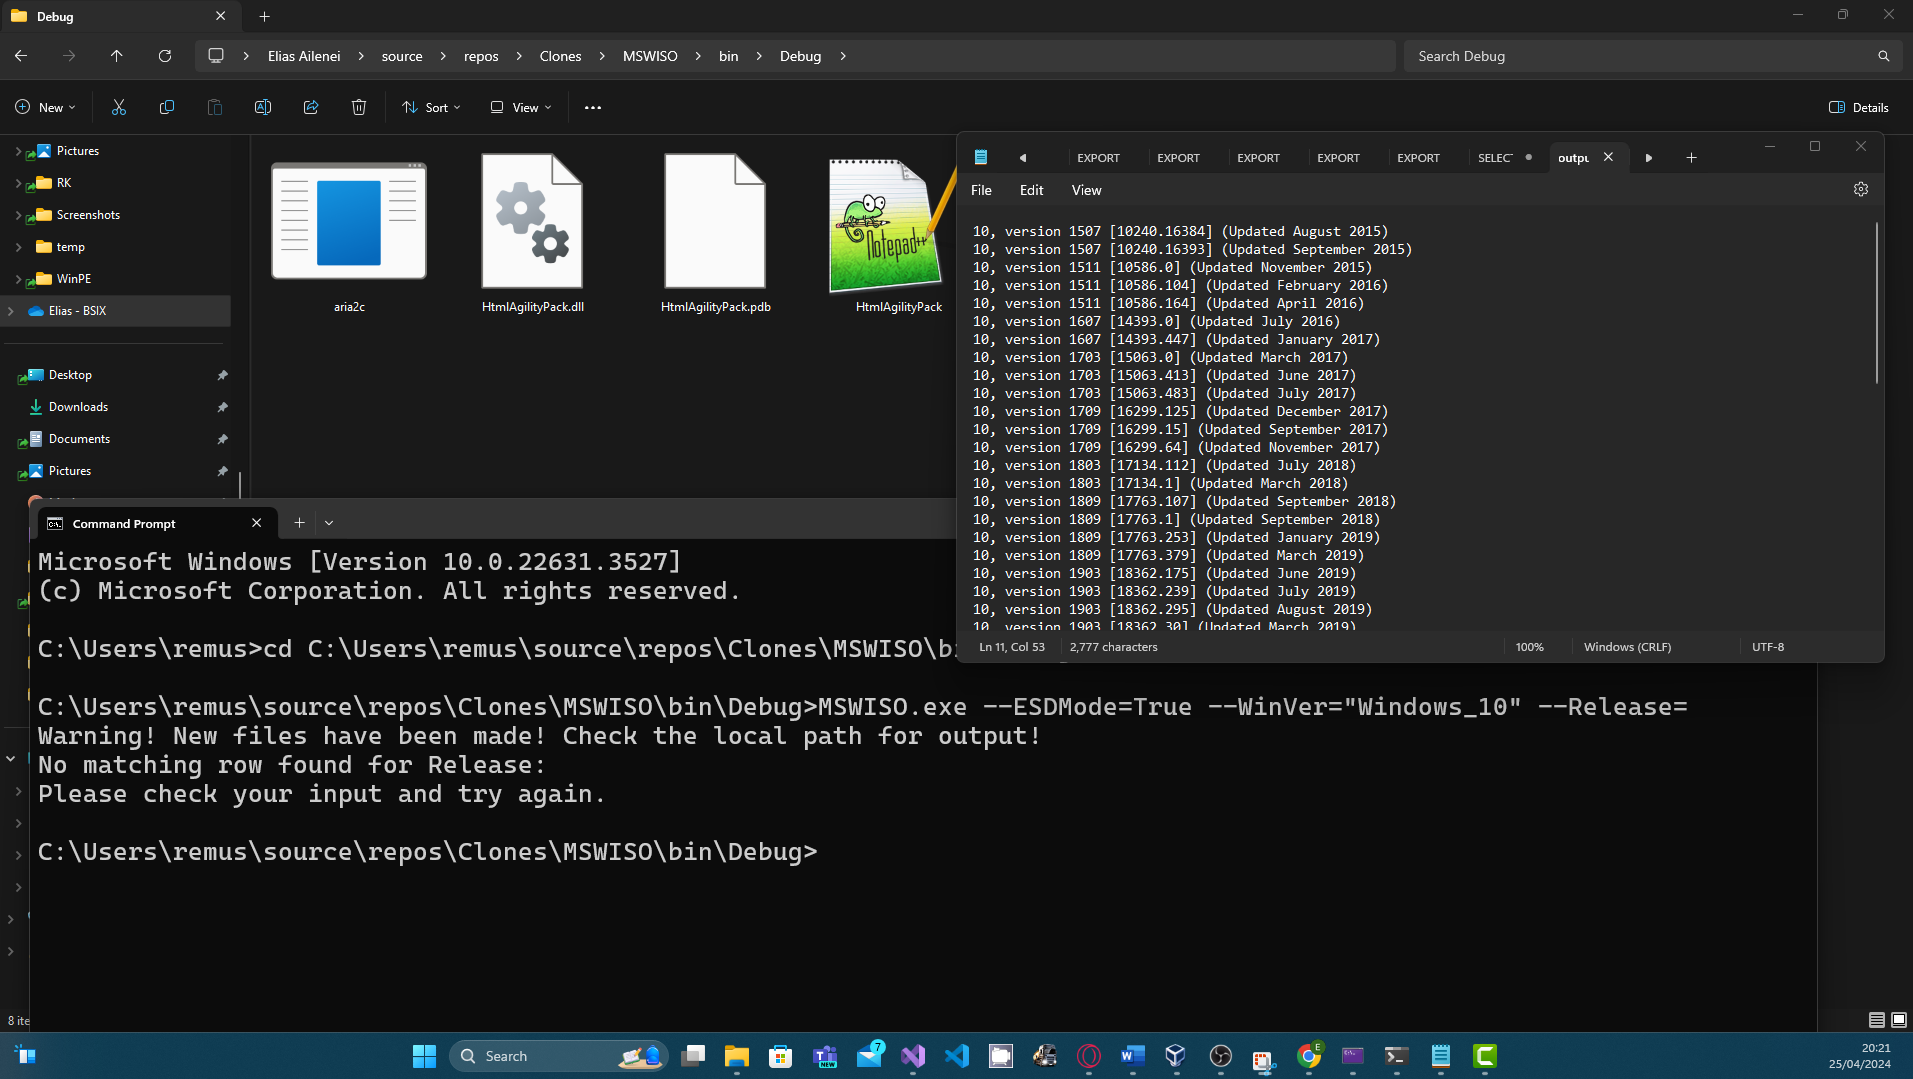 Debug
Elias Ailenei > source > repos > Clones > MSWISO > bin > Debug >
Search Debug
New
Sort
View
Details
Pictures
RK
Screenshots
temp
WinPE
Elias - BSIX
Desktop
Downloads
Documents
Pictures
aria2c
HtmlAgilityPack.dll
HtmlAgilityPack.pdb
Notepad++
HtmlAgilityPack
EXPORT
EXPORT
EXPORT
EXPORT
EXPORT
SELEC
outpu
File
Edit
View
10, version 1507 [10240.16384] (Updated August 2015)
10, version 1507 [10240.16393] (Updated September 2015)
10, version 1511 [10586.0] (Updated November 2015)
10, version 1511 [10586.104] (Updated February 2016)
10, version 1511 [10586.164] (Updated April 2016)
10, version 1607 [14393.0] (Updated July 2016)
10, version 1607 [14393.447] (Updated January 2017)
10, version 1703 [15063.0] (Updated March 2017)
10, version 1703 [15063.413] (Updated June 2017)
10, version 1703 [15063.483] (Updated July 2017)
10, version 1709 [16299.125] (Updated December 2017)
10, version 1709 [16299.15] (Updated September 2017)
10, version 1709 [16299.64] (Updated November 2017)
10, version 1803 [17134.112] (Updated July 2018)
10, version 1803 [17134.1] (Updated March 2018)
10, version 1809 [17763.107] (Updated September 2018)
10, version 1809 [17763.1] (Updated September 2018)
10, version 1809 [17763.253] (Updated January 2019)
10, version 1809 [17763.379] (Updated March 2019)
10, version 1903 [18362.175] (Updated June 2019)
10, version 1903 [18362.239] (Updated July 2019)
10, version 1903 [18362.295] (Updated August 2019)
10, version 1903 [18362.30] (Updated March 2019)
Ln 11, Col 53
2,777 characters
100%
Windows (CRLF)
UTF-8
Command Prompt
Microsoft Windows [Version 10.0.22631.3527]
(c) Microsoft Corporation. All rights reserved.
C:\Users\remus>cd C:\Users\remus\source\repos\Clones\MSWISO\b
C:\Users\remus\source\repos\Clones\MSWISO\bin\Debug>MSWISO.exe --ESDMode=True --WinVer="Windows_10" --Release=
Warning! New files have been made! Check the local path for output!
No matching row found for Release:
Please check your input and try again.
C:\Users\remus\source\repos\Clones\MSWISO\bin\Debug>
8 ite
Search
NEW
7
E
20:21
25/04/2024